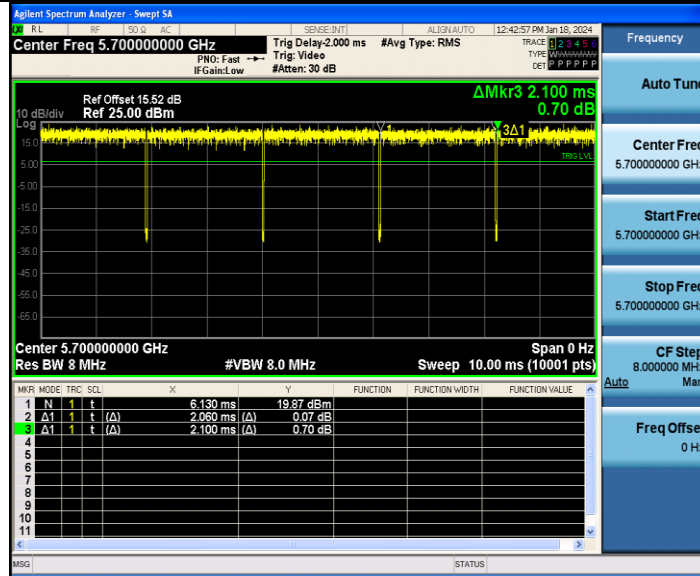 Agilent Spectrum Analyzer - Swept SA
RL RF 50 Ω AC SENSE:INT ALIGN AUTO 12:42:57 PM Jan 18, 2024
Center Freq 5.700000000 GHz
PNO: Fast
IFGain:Low
Trig Delay-2.000 ms
Trig: Video
#Atten: 30 dB
#Avg Type: RMS
TRACE 1 2 3 4 5 6
TYPE
DET P P P P P P
ΔMkr3 2.100 ms
0.70 dB
Ref Offset 15.52 dB
10 dB/div Ref 25.00 dBm
Log
15.0
5.00
-5.00
-15.0
-25.0
-35.0
-45.0
-55.0
-65.0
1
3Δ1
TRIG LVL
Center 5.700000000 GHz Span 0 Hz
Res BW 8 MHz #VBW 8.0 MHz Sweep 10.00 ms (10001 pts)
MKR MODE TRC SCL X Y FUNCTION FUNCTION WIDTH FUNCTION VALUE
1 N 1 t 6.130 ms 19.87 dBm
2 Δ1 1 t (Δ) 2.060 ms (Δ) 0.07 dB
3 Δ1 1 t (Δ) 2.100 ms (Δ) 0.70 dB
4
5
6
7
8
9
10
11
MSG STATUS
Frequency
Auto Tune
Center Freq
5.700000000 GHz
Start Freq
5.700000000 GHz
Stop Freq
5.700000000 GHz
CF Step
8.000000 MHz
Auto Man
Freq Offset
0 Hz